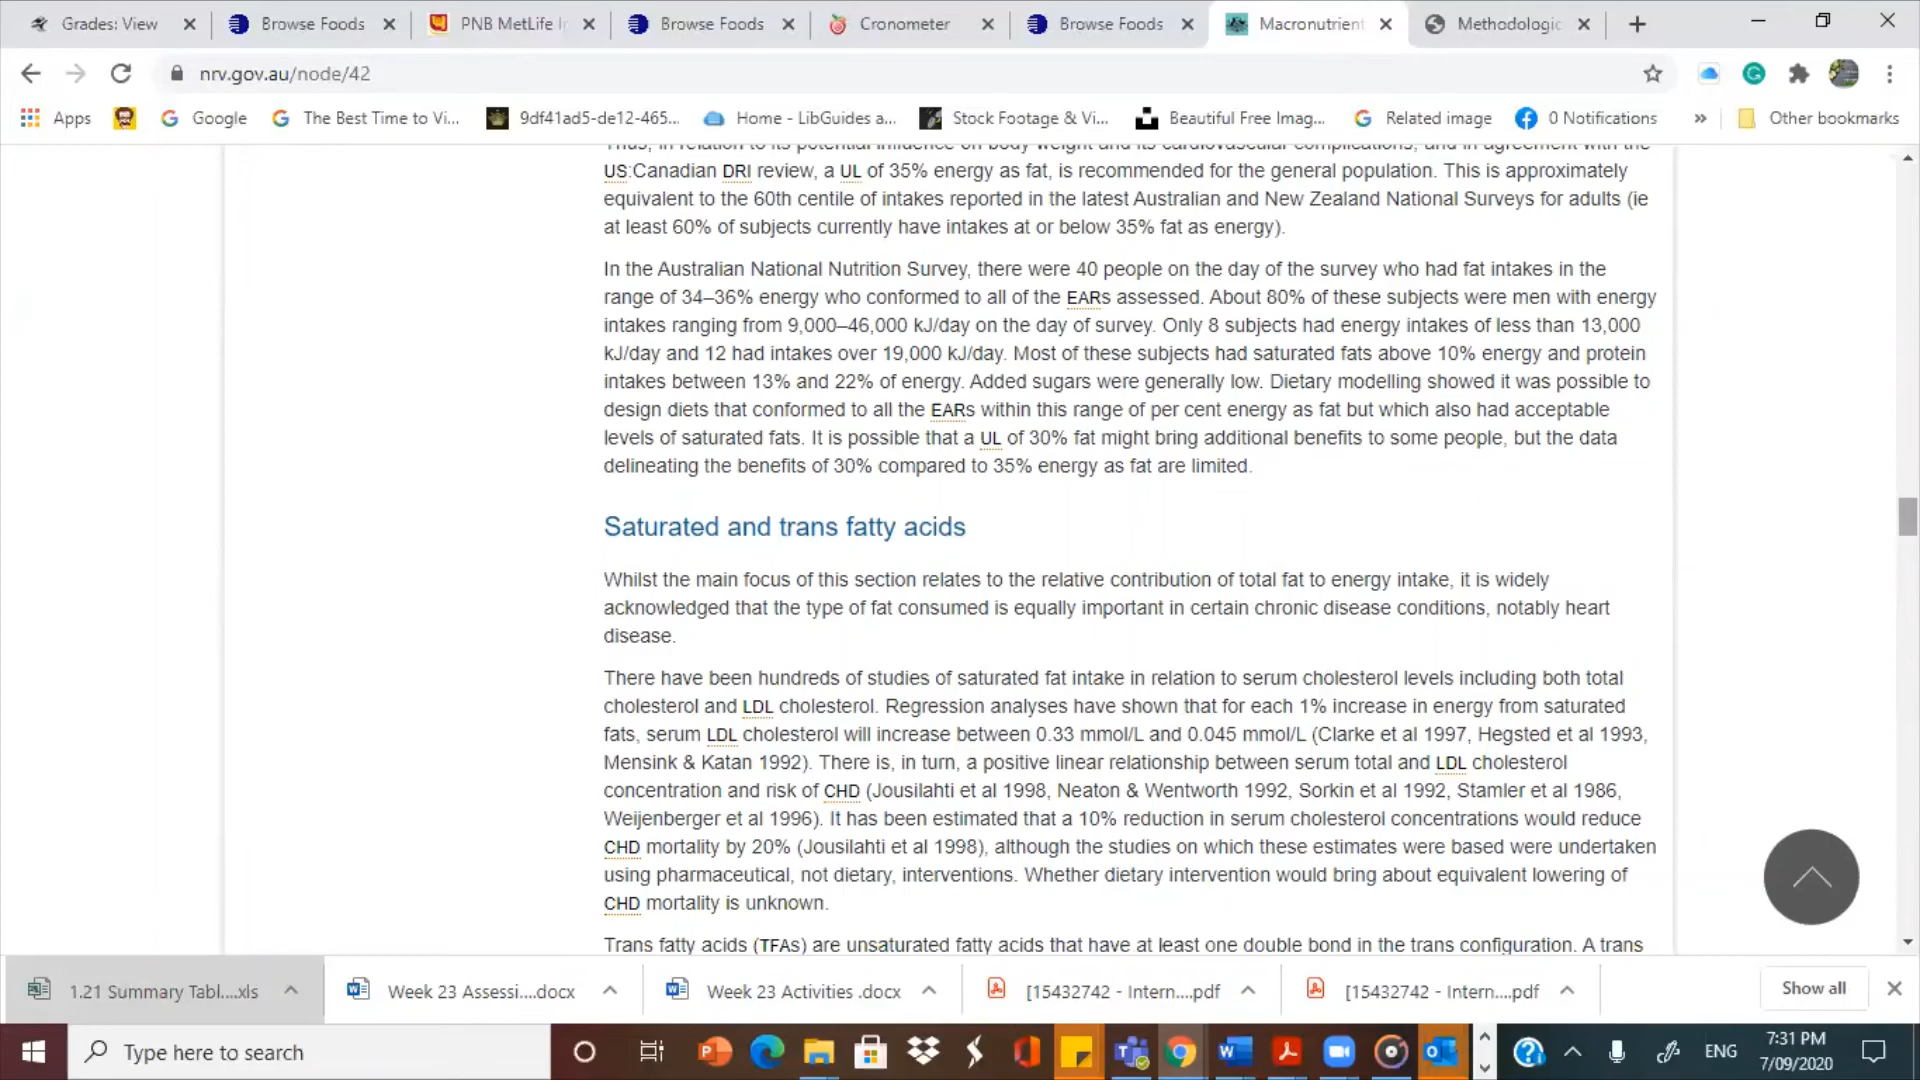 Grades: View
Browse Foods
PNB MetLife I
Browse Foods
Cronometer
Browse Foods
Macronutrient
Methodologic
nrv.gov.au/node/42
Apps
Google
The Best Time to Vi...
9df41ad5-de12-465...
Home - LibGuides a...
Stock Footage & Vi...
Beautiful Free Imag...
Related image
0 Notifications
»
Other bookmarks
Thus, in relation to its potential influence on body weight and its cardiovascular complications, and in agreement with the
US:Canadian DRI review, a UL of 35% energy as fat, is recommended for the general population. This is approximately
equivalent to the 60th centile of intakes reported in the latest Australian and New Zealand National Surveys for adults (ie
at least 60% of subjects currently have intakes at or below 35% fat as energy).
In the Australian National Nutrition Survey, there were 40 people on the day of the survey who had fat intakes in the
range of 34–36% energy who conformed to all of the EARs assessed. About 80% of these subjects were men with energy
intakes ranging from 9,000–46,000 kJ/day on the day of survey. Only 8 subjects had energy intakes of less than 13,000
kJ/day and 12 had intakes over 19,000 kJ/day. Most of these subjects had saturated fats above 10% energy and protein
intakes between 13% and 22% of energy. Added sugars were generally low. Dietary modelling showed it was possible to
design diets that conformed to all the EARs within this range of per cent energy as fat but which also had acceptable
levels of saturated fats. It is possible that a UL of 30% fat might bring additional benefits to some people, but the data
delineating the benefits of 30% compared to 35% energy as fat are limited.
Saturated and trans fatty acids
Whilst the main focus of this section relates to the relative contribution of total fat to energy intake, it is widely
acknowledged that the type of fat consumed is equally important in certain chronic disease conditions, notably heart
disease.
There have been hundreds of studies of saturated fat intake in relation to serum cholesterol levels including both total
cholesterol and LDL cholesterol. Regression analyses have shown that for each 1% increase in energy from saturated
fats, serum LDL cholesterol will increase between 0.33 mmol/L and 0.045 mmol/L (Clarke et al 1997, Hegsted et al 1993,
Mensink & Katan 1992). There is, in turn, a positive linear relationship between serum total and LDL cholesterol
concentration and risk of CHD (Jousilahti et al 1998, Neaton & Wentworth 1992, Sorkin et al 1992, Stamler et al 1986,
Weijenberger et al 1996). It has been estimated that a 10% reduction in serum cholesterol concentrations would reduce
CHD mortality by 20% (Jousilahti et al 1998), although the studies on which these estimates were based were undertaken
using pharmaceutical, not dietary, interventions. Whether dietary intervention would bring about equivalent lowering of
CHD mortality is unknown.
Trans fatty acids (TFAs) are unsaturated fatty acids that have at least one double bond in the trans configuration. A trans
1.21 Summary Tabl....xls
Week 23 Assessi....docx
Week 23 Activities .docx
[15432742 - Intern....pdf
[15432742 - Intern....pdf
Show all
Type here to search
ENG
7:31 PM
7/09/2020